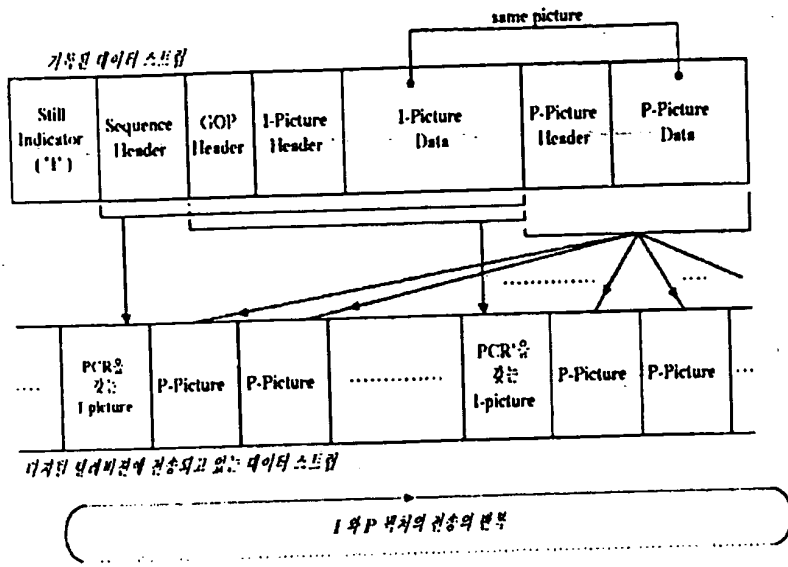 same picture
기록된 데이터 스트림
Still
Indicator
("1")
Sequence
Header
GOP
Header
I-Picture
Header
I-Picture
Data
P-Picture
Header
P-Picture
Data
PCR을
갖는
I-picture
P-Picture
P-Picture
PCR'을
갖는
I-picture
P-Picture
P-Picture
디지털 텔레비전에 전송되고 있는 데이터 스트림
I 와 P 픽처의 전송의 반복